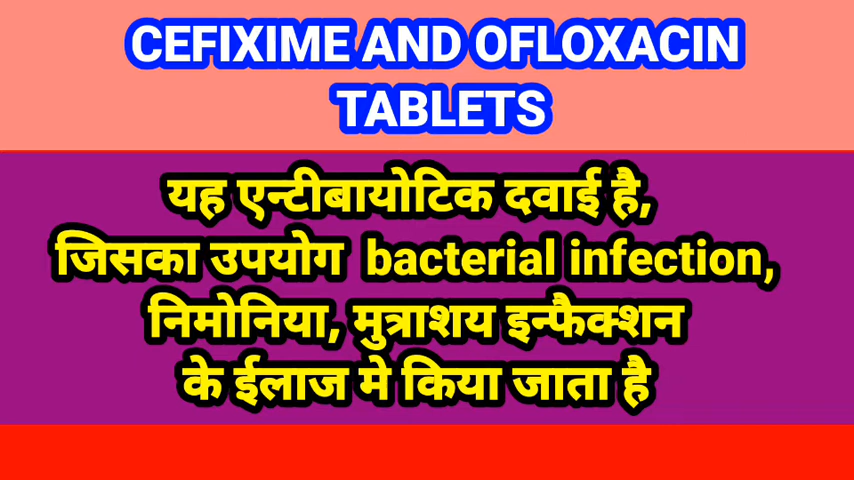 CEFIXIME AND OFLOXACIN
TABLETS
यह एन्टीबायोटिक दवाई है,
जिसका उपयोग bacterial infection,
निमोनिया, मुत्राशय इन्फैक्शन
के ईलाज मे किया जाता है